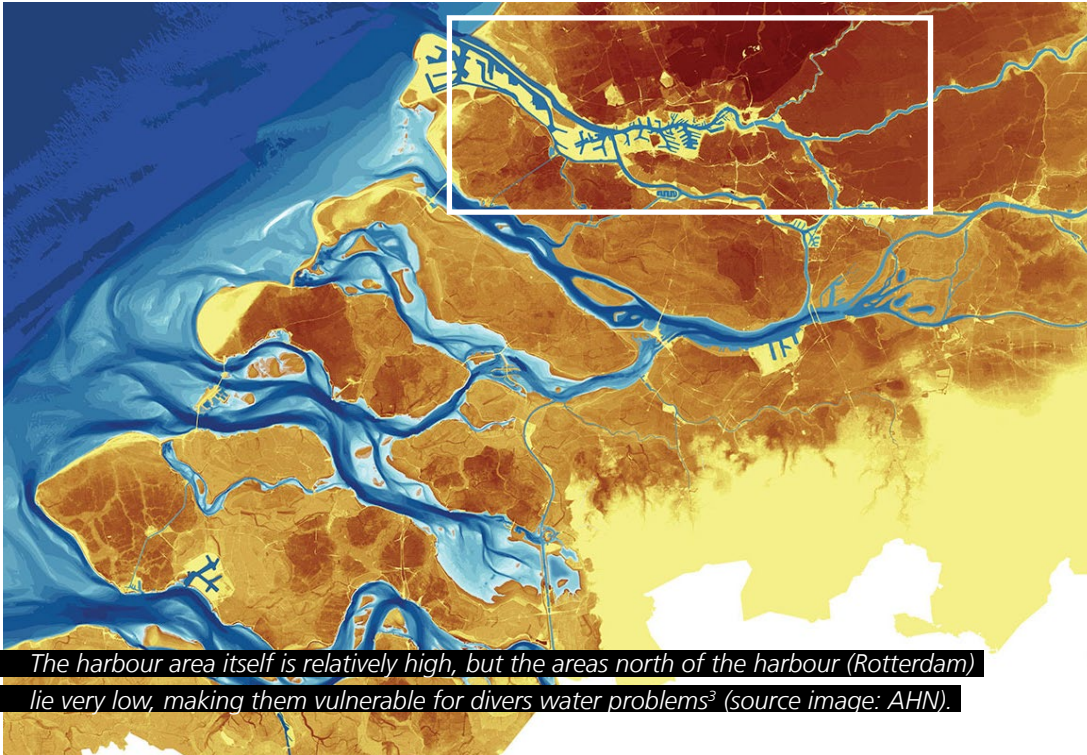 The harbour area itself is relatively high, but the areas north of the harbour (Rotterdam)
lie very low, making them vulnerable for divers water problems³ (source image: AHN).